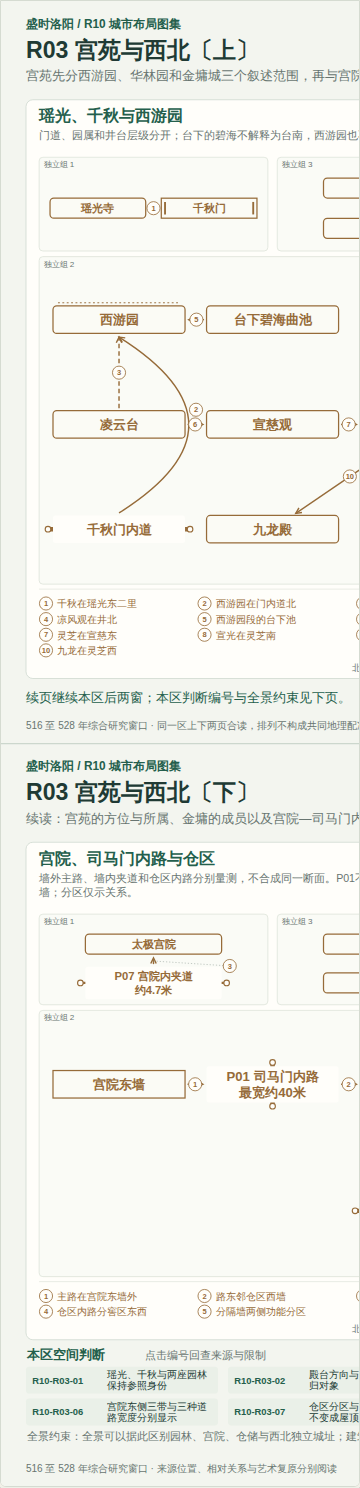 盛时洛阳 / R10 城市布局图集
R03 宫苑与西北〔上〕
宫苑先分西游园、华林园和金墉城三个叙述范围，再与宫院
瑶光、千秋与西游园
门道、园属和井台层级分开；台下的碧海不解释为台南，西游园也
独立组 1
独立组 3
瑶光寺
1
千秋门
独立组 2
西游园
5
台下碧海曲池
3
2
凌云台
6
宣慈观
7
10
千秋门内道
九龙殿
1 千秋在瑶光东二里
2 西游园在门内道北
4 凉风观在井北
5 西游园段的台下池
7 灵芝在宣慈东
8 宣光在灵芝南
10 九龙在灵芝西
北
续页继续本区后两窗；本区判断编号与全景约束见下页。
516 至 528 年综合研究窗口 · 同一区上下两页合读，排列不构成共同地理配
盛时洛阳 / R10 城市布局图集
R03 宫苑与西北〔下〕
续读：宫苑的方位与所属、金墉的成员以及宫院—司马门内
宫院、司马门内路与仓区
墙外主路、墙内夹道和仓区内路分别量测，不合成同一断面。P01不
墙；分区仅示关系。
独立组 1
独立组 3
太极宫院
3
P07 宫院内夹道
约4.7米
独立组 2
宫院东墙
1
P01 司马门内路
最宽约40米
2
1 主路在宫院东墙外
2 路东邻仓区西墙
4 仓区内路分窖区东西
5 分隔墙两侧功能分区
北
本区空间判断
点击编号回查来源与限制
R10-R03-01
瑶光、千秋与两座园林
保持参照身份
R10-R03-02
殿台方向与
归对象
R10-R03-06
宫院东侧三带与三种道
路宽度分别显示
R10-R03-07
仓区分区与
不变成屋顶
全景约束：全景可以据此区别园林、宫院、仓储与西北独立城址；建
516 至 528 年综合研究窗口 · 来源位置、相对关系与艺术复原分别阅读